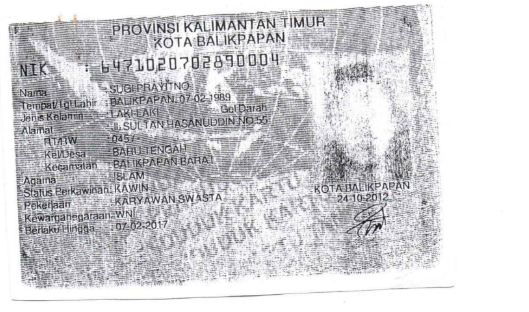 PROVINSI KALIMANTAN TIMUR
KOTA BALIKPAPAN
NIK : 6471020702890004
Nama : SUGI PRAYITNO
Tempat/Tgl Lahir : BALIKPAPAN, 07-02-1989
Jenis Kelamin : LAKI-LAKI Gol Darah
Alamat : JL.SULTAN HASANUDDIN NO.55
RT/RW : 045/-
Kel/Desa : BARU TENGAH
Kecamatan : BALIKPAPAN BARAT
Agama : ISLAM
Status Perkawinan: KAWIN
Pekerjaan : KARYAWAN SWASTA
Kewarganegaraan: WNI
Berlaku Hingga : 07-02-2017
KOTA BALIKPAPAN
24-10-2012